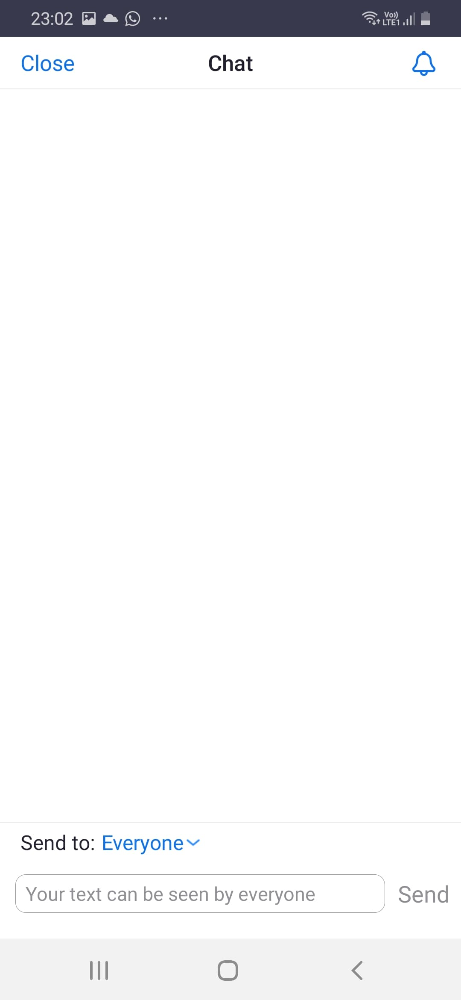 23:02 Vo)) LTE1
Close Chat
Send to: Everyone
Your text can be seen by everyone Send